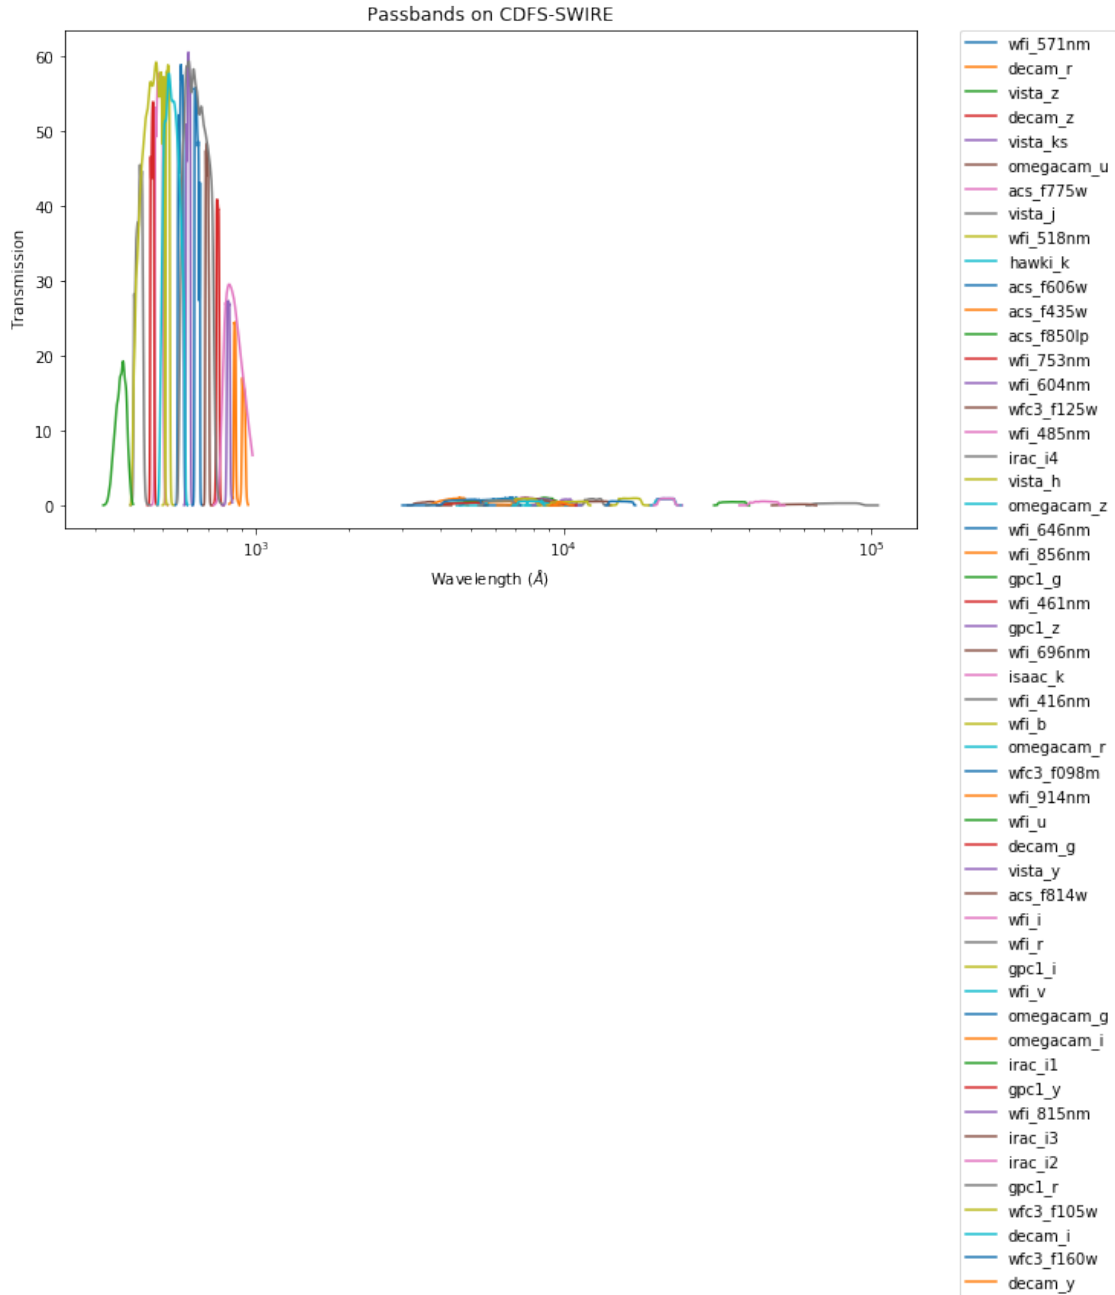 Passbands on CDFS-SWIRE
60
50
40
30
20
10
0
Transmission
10³
10⁴
10⁵
Wavelength (Å)
wfi_571nm
decam_r
vista_z
decam_z
vista_ks
omegacam_u
acs_f775w
vista_j
wfi_518nm
hawki_k
acs_f606w
acs_f435w
acs_f850lp
wfi_753nm
wfi_604nm
wfc3_f125w
wfi_485nm
irac_i4
vista_h
omegacam_z
wfi_646nm
wfi_856nm
gpc1_g
wfi_461nm
gpc1_z
wfi_696nm
isaac_k
wfi_416nm
wfi_b
omegacam_r
wfc3_f098m
wfi_914nm
wfi_u
decam_g
vista_y
acs_f814w
wfi_i
wfi_r
gpc1_i
wfi_v
omegacam_g
omegacam_i
irac_i1
gpc1_y
wfi_815nm
irac_i3
irac_i2
gpc1_r
wfc3_f105w
decam_i
wfc3_f160w
decam_y